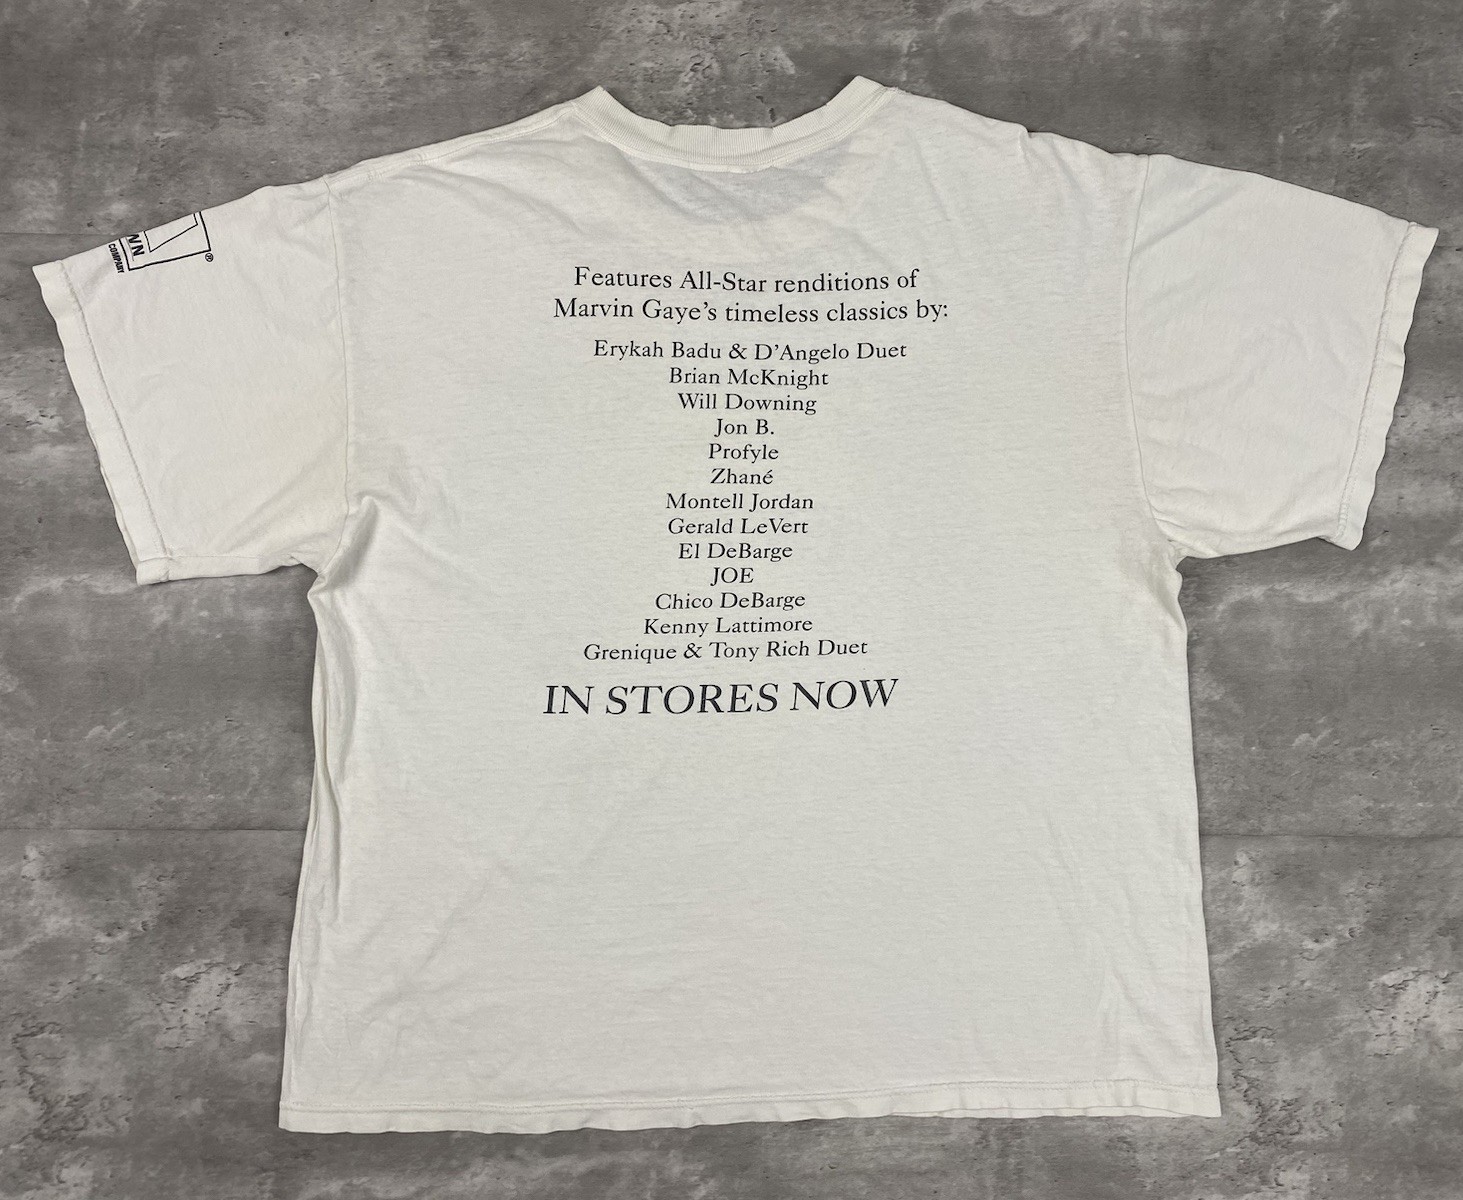 Features All-Star renditions of
Marvin Gaye's timeless classics by:
Erykah Badu & D'Angelo Duet
Brian McKnight
Will Downing
Jon B.
Profyle
Zhané
Montell Jordan
Gerald LeVert
El DeBarge
JOE
Chico DeBarge
Kenny Lattimore
Grenique & Tony Rich Duet
IN STORES NOW
COMPANY
®